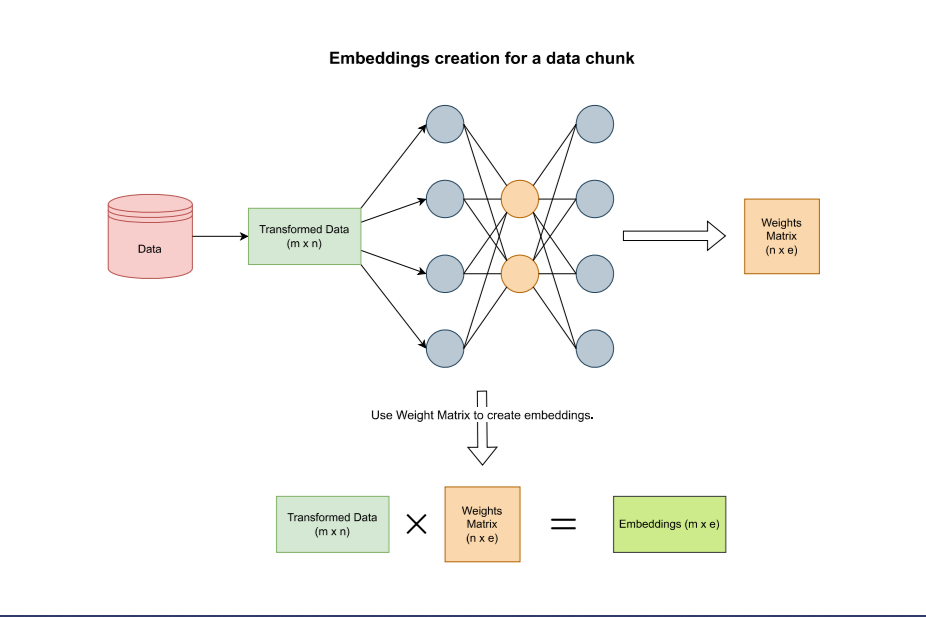 Embeddings creation for a data chunk
Data
Transformed Data
(m x n)
Weights
Matrix
(n x e)
Use Weight Matrix to create embeddings.
Transformed Data
(m x n)
Weights
Matrix
(n x e)
Embeddings (m x e)